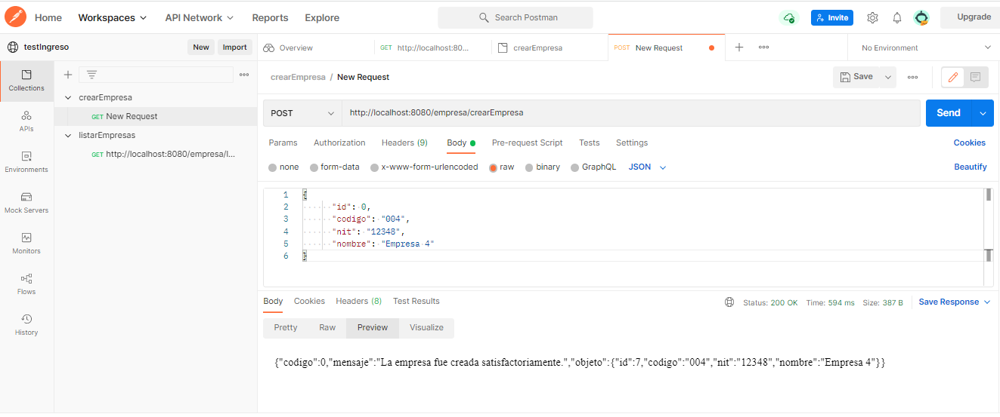 Home Workspaces API Network Reports Explore Search Postman Invite Upgrade
testIngreso New Import Overview GET http://localhost:80... crearEmpresa POST New Request No Environment
Collections
APIs
Environments
Mock Servers
Monitors
Flows
History
crearEmpresa
GET New Request
listarEmpresas
GET http://localhost:8080/empresa/l...
crearEmpresa / New Request Save
POST http://localhost:8080/empresa/crearEmpresa Send
Params Authorization Headers (9) Body Pre-request Script Tests Settings Cookies
none form-data x-www-form-urlencoded raw binary GraphQL JSON Beautify
1 {
2 "id": 0,
3 "codigo": "004",
4 "nit": "12348",
5 "nombre": "Empresa 4"
6 }
Body Cookies Headers (8) Test Results Status: 200 OK Time: 594 ms Size: 387 B Save Response
Pretty Raw Preview Visualize
{"codigo":0,"mensaje":"La empresa fue creada satisfactoriamente.","objeto":{"id":7,"codigo":"004","nit":"12348","nombre":"Empresa 4"}}